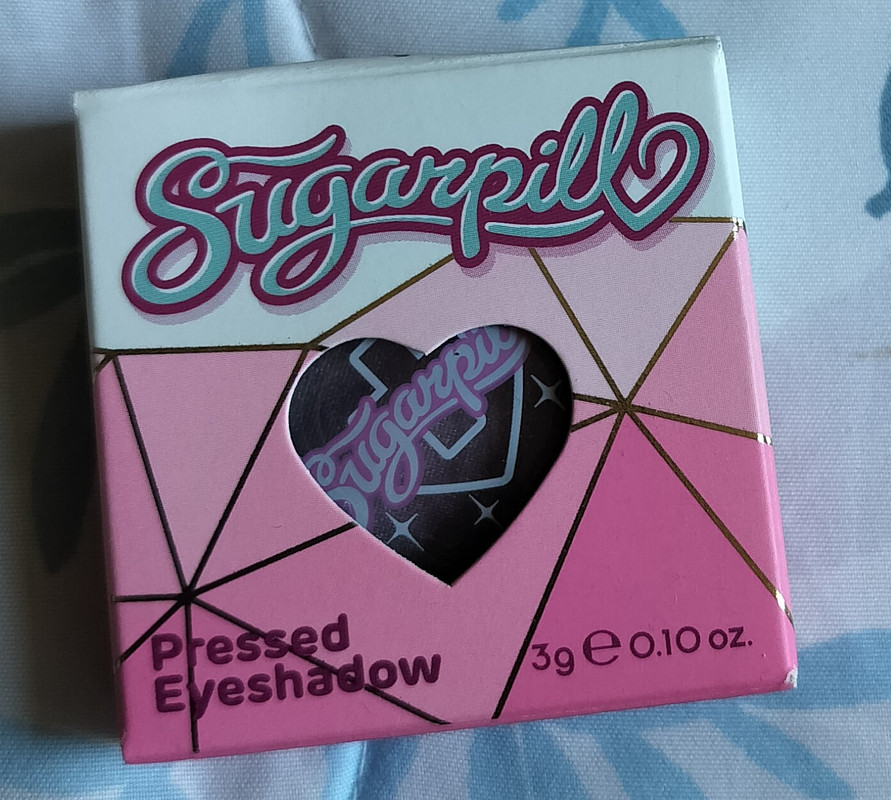 Sugarpill
Sugarpill
Pressed
Eyeshadow
3g ℮ 0.10 oz.